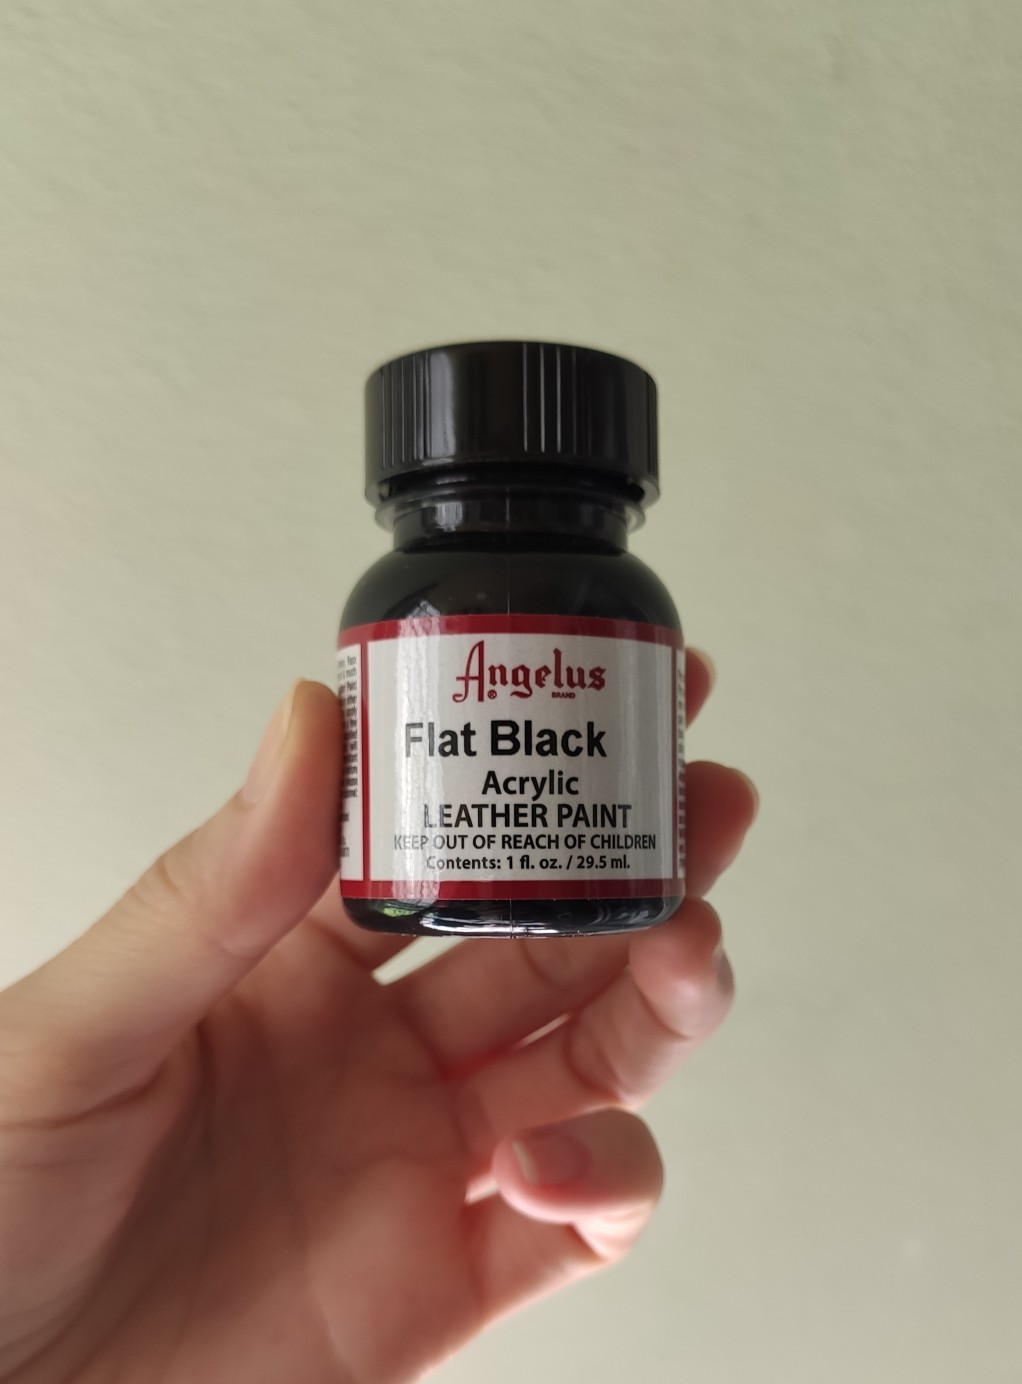 Angelus®
BRAND
Flat Black
Acrylic
LEATHER PAINT
KEEP OUT OF REACH OF CHILDREN
Contents: 1 fl. oz. / 29.5 ml.